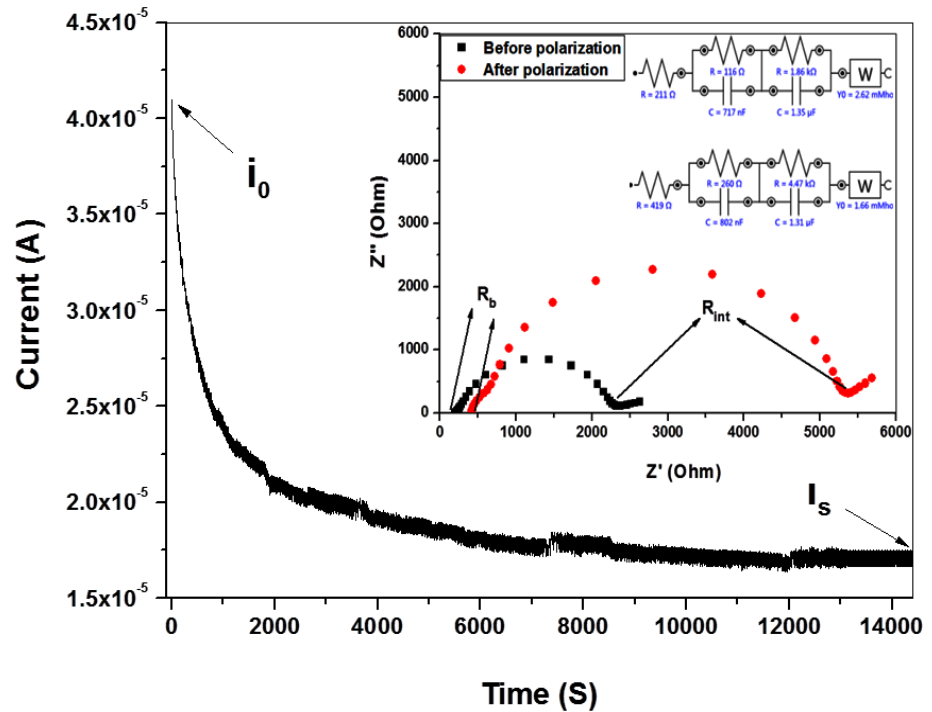 4.5x10⁻⁵
4.0x10⁻⁵
3.5x10⁻⁵
3.0x10⁻⁵
2.5x10⁻⁵
2.0x10⁻⁵
1.5x10⁻⁵
Current (A)
0 2000 4000 6000 8000 10000 12000 14000
Time (S)
i₀
Iₛ
Before polarization
After polarization
6000
5000
4000
3000
2000
1000
0
Z'' (Ohm)
0 1000 2000 3000 4000 5000 6000
Z' (Ohm)
R_b
R_int
R = 211 Ω
R = 116 Ω
C = 717 nF
R = 1.86 kΩ
C = 1.35 µF
W
C
Y0 = 2.62 mMho
R = 419 Ω
R = 260 Ω
C = 802 nF
R = 4.47 kΩ
C = 1.31 µF
W
C
Y0 = 1.66 mMho